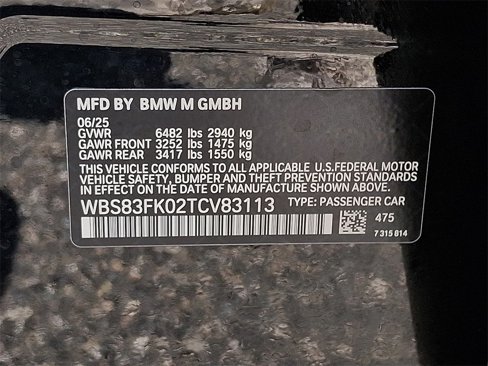 MFD BY BMW M GMBH
06/25
GVWR 6482 lbs 2940 kg
GAWR FRONT 3252 lbs 1475 kg
GAWR REAR 3417 lbs 1550 kg
THIS VEHICLE CONFORMS TO ALL APPLICABLE U.S.FEDERAL MOTOR
VEHICLE SAFETY, BUMPER AND THEFT PREVENTION STANDARDS
IN EFFECT ON THE DATE OF MANUFACTURE SHOWN ABOVE.
WBS83FK02TCV83113 TYPE: PASSENGER CAR
475
7 315 814